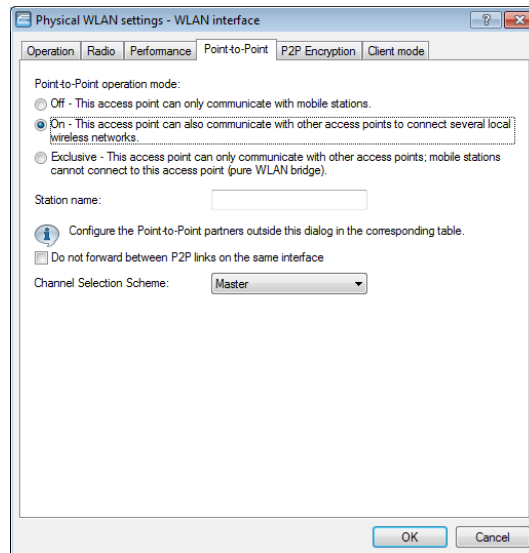 Physical WLAN settings - WLAN interface
Operation Radio Performance Point-to-Point P2P Encryption Client mode
Point-to-Point operation mode:
Off - This access point can only communicate with mobile stations.
On - This access point can also communicate with other access points to connect several local
wireless networks.
Exclusive - This access point can only communicate with other access points; mobile stations
cannot connect to this access point (pure WLAN bridge).
Station name:
Configure the Point-to-Point partners outside this dialog in the corresponding table.
Do not forward between P2P links on the same interface
Channel Selection Scheme: Master
OK Cancel